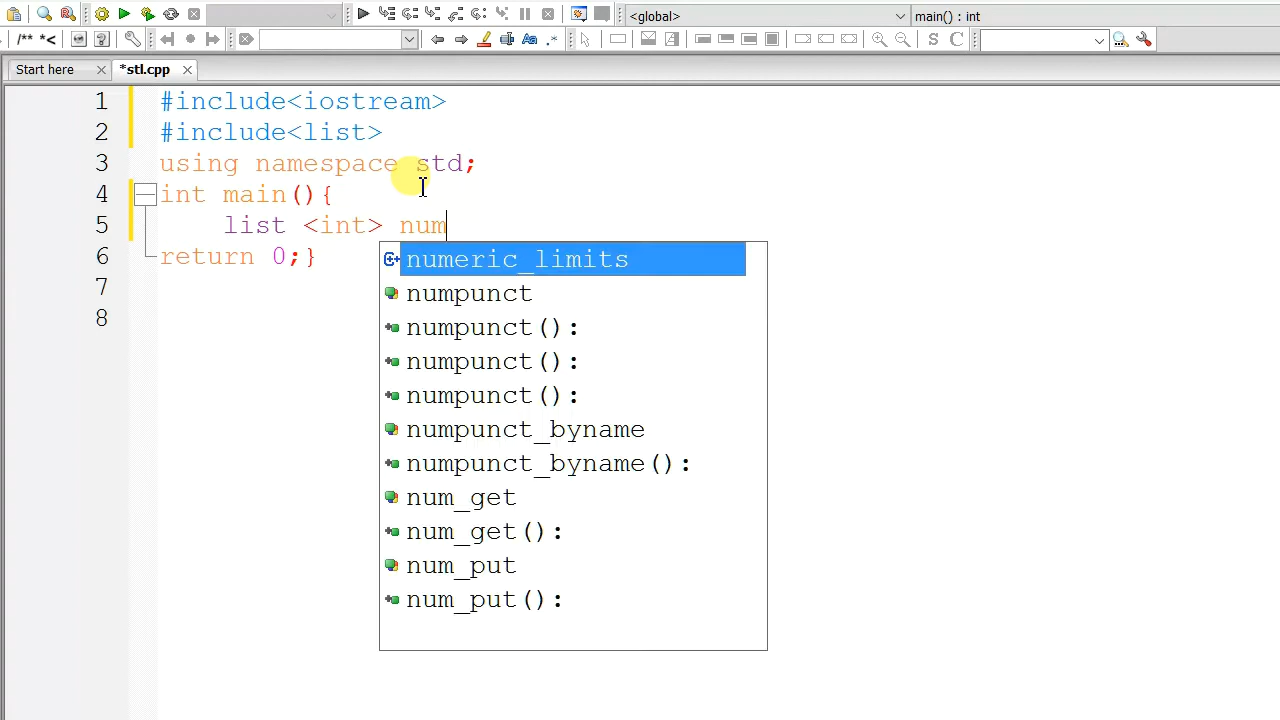 <global>
main() : int
/** *<
Aa .*
S C
Start here
*stl.cpp
1 #include<iostream>
2 #include<list>
3 using namespace std;
4 int main(){
5 list <int> num
6 return 0;}
7
8
numeric_limits
numpunct
numpunct():
numpunct():
numpunct():
numpunct_byname
numpunct_byname():
num_get
num_get():
num_put
num_put():